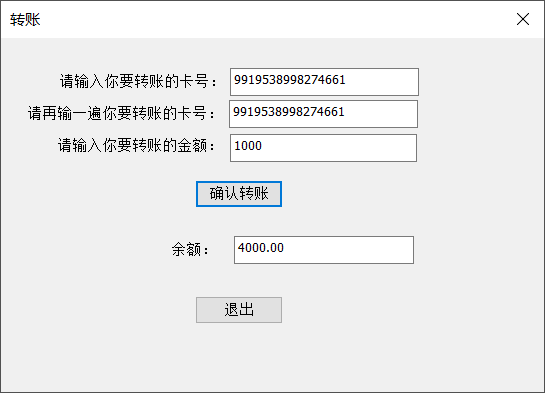 转账
请输入你要转账的卡号： 9919538998274661
请再输一遍你要转账的卡号： 9919538998274661
请输入你要转账的金额： 1000
确认转账
余额： 4000.00
退出